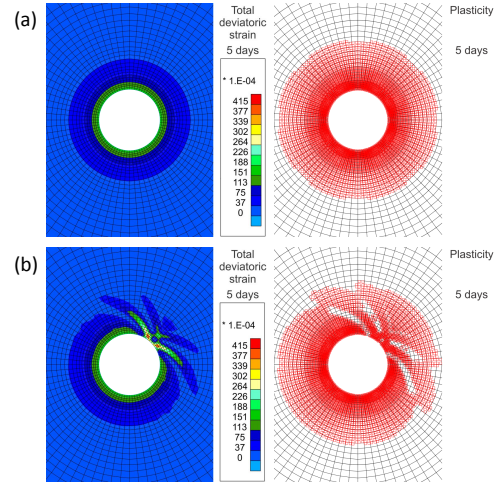 (a)
Total
deviatoric
strain
5 days
* 1.E-04
415
377
339
302
264
226
188
151
113
75
37
0
Plasticity
5 days
(b)
Total
deviatoric
strain
5 days
* 1.E-04
415
377
339
302
264
226
188
151
113
75
37
0
Plasticity
5 days